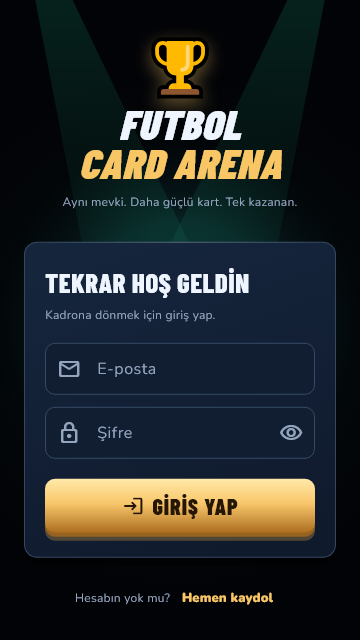 FUTBOL
CARD ARENA
Aynı mevki. Daha güçlü kart. Tek kazanan.
TEKRAR HOŞ GELDİN
Kadrona dönmek için giriş yap.
E-posta
Şifre
GİRİŞ YAP
Hesabın yok mu? Hemen kaydol